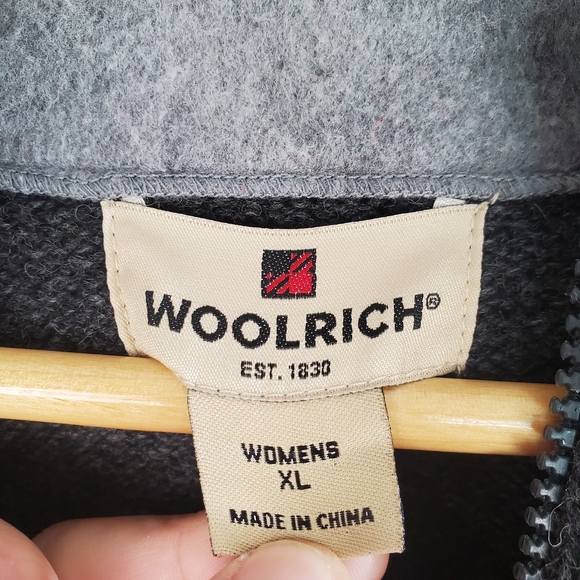 WOOLRICH®
EST. 1830
WOMENS
XL
MADE IN CHINA